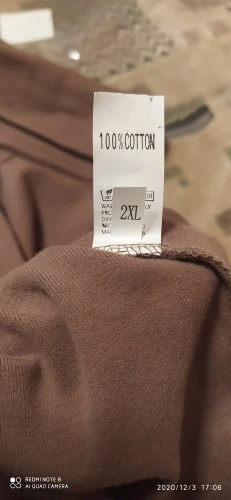 100%COTTON
2XL
REDMI NOTE 8
AI QUAD CAMERA
2020/12/3 17:06